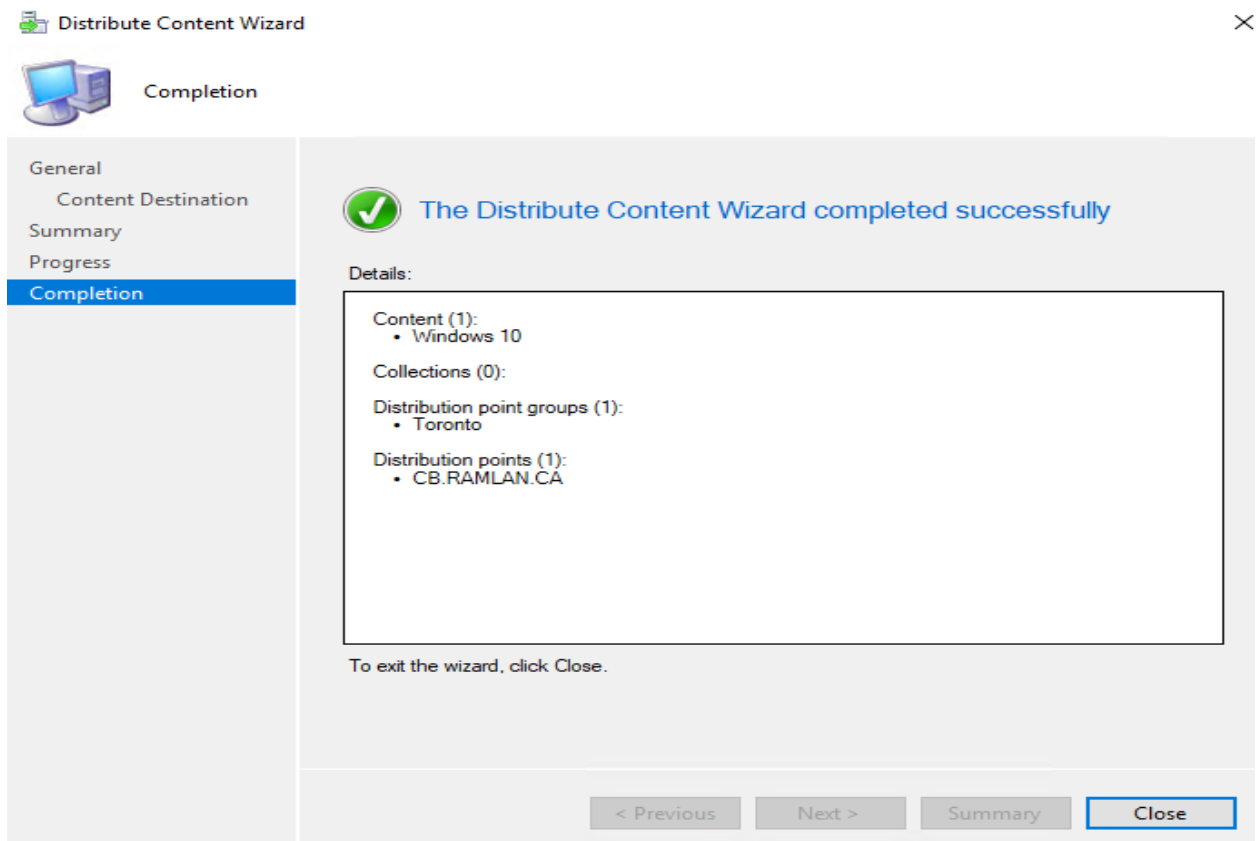 Distribute Content Wizard
Completion
General
Content Destination
Summary
Progress
Completion
The Distribute Content Wizard completed successfully
Details:
Content (1):
• Windows 10
Collections (0):
Distribution point groups (1):
• Toronto
Distribution points (1):
• CB.RAMLAN.CA
To exit the wizard, click Close.
< Previous
Next >
Summary
Close